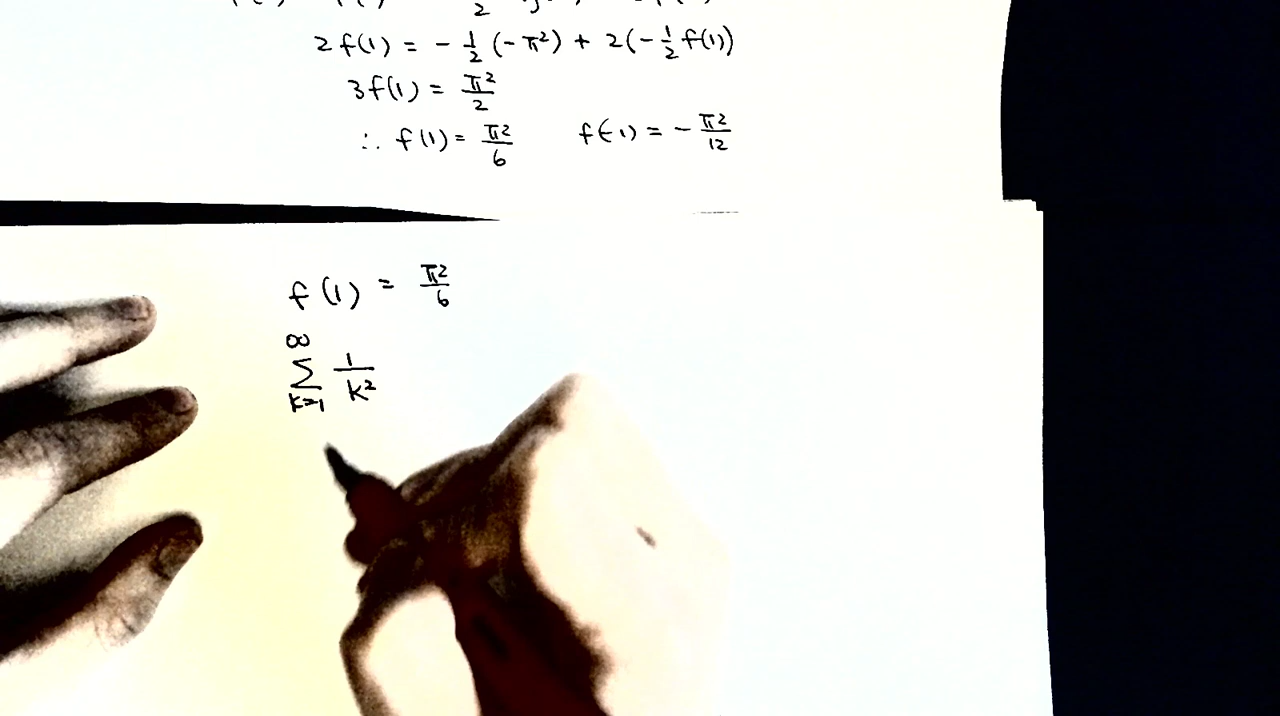 2f(1) = -1/2(-π²) + 2(-1/2 f(1))
3f(1) = π²/2
∴ f(1) = π²/6 f(-1) = -π²/12
f(1) = π²/6
∞
Σ 1/k²
k=1